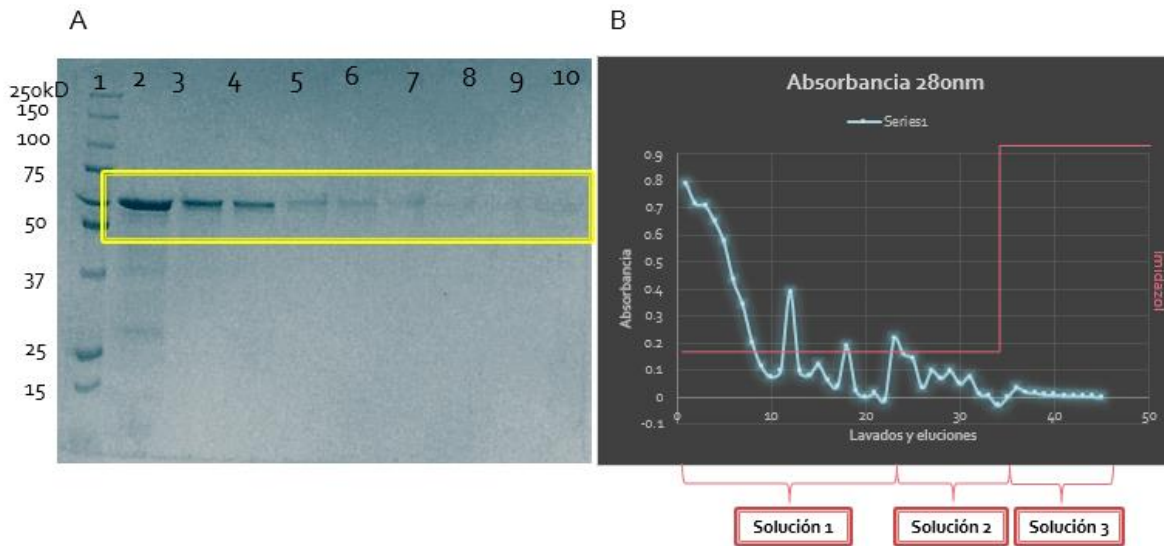 A
B
1 2 3 4 5 6 7 8 9 10
250kD
150
100
75
50
37
25
15
Absorbancia 280nm
Series1
0.9
0.8
0.7
0.6
0.5
0.4
0.3
0.2
0.1
0
-0.1
Absorbancia
0 10 20 30 40 50
Lavados y eluciones
imidazol
Solución 1 Solución 2 Solución 3